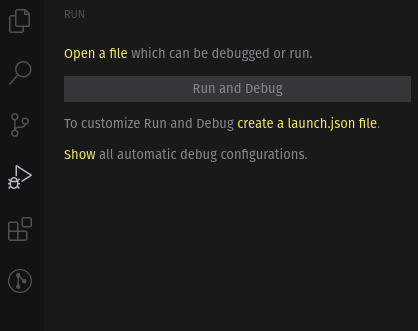 RUN
Open a file which can be debugged or run.
Run and Debug
To customize Run and Debug create a launch.json file.
Show all automatic debug configurations.